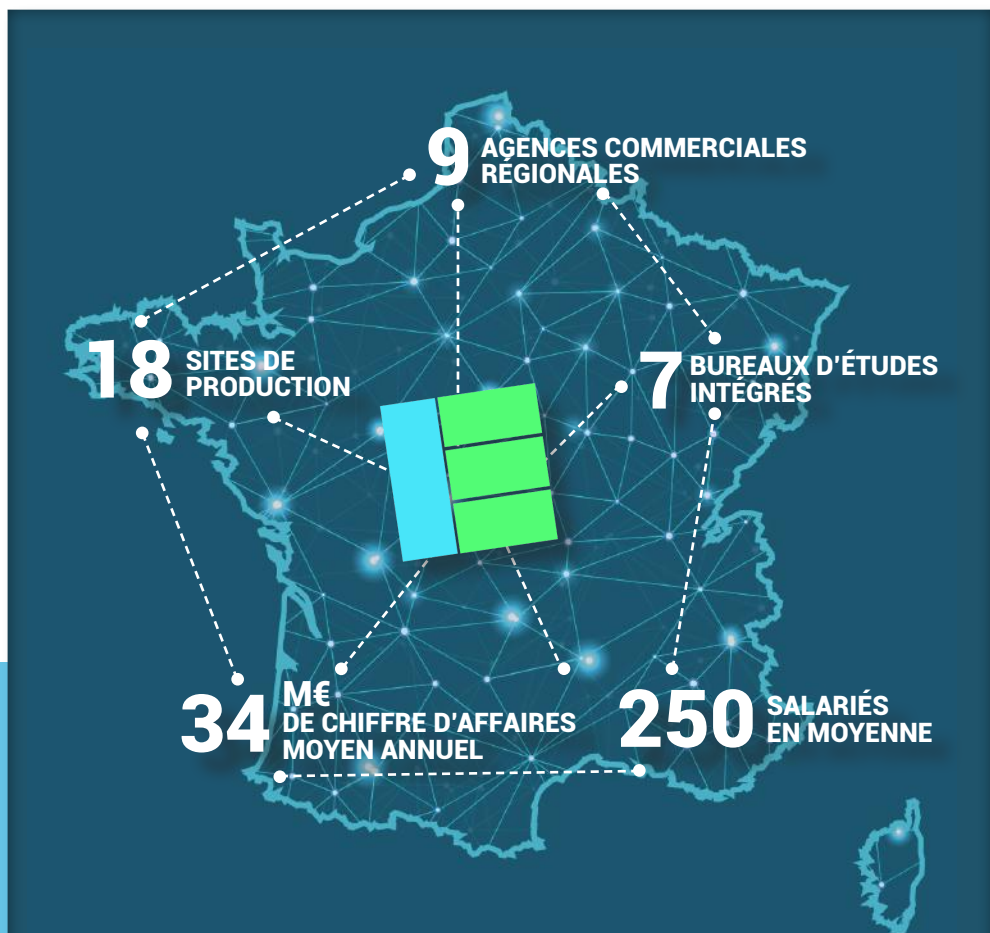 9 AGENCES COMMERCIALES
RÉGIONALES
18 SITES DE
PRODUCTION
7 BUREAUX D'ÉTUDES
INTÉGRÉS
34 M€
DE CHIFFRE D'AFFAIRES
MOYEN ANNUEL
250 SALARIÉS
EN MOYENNE